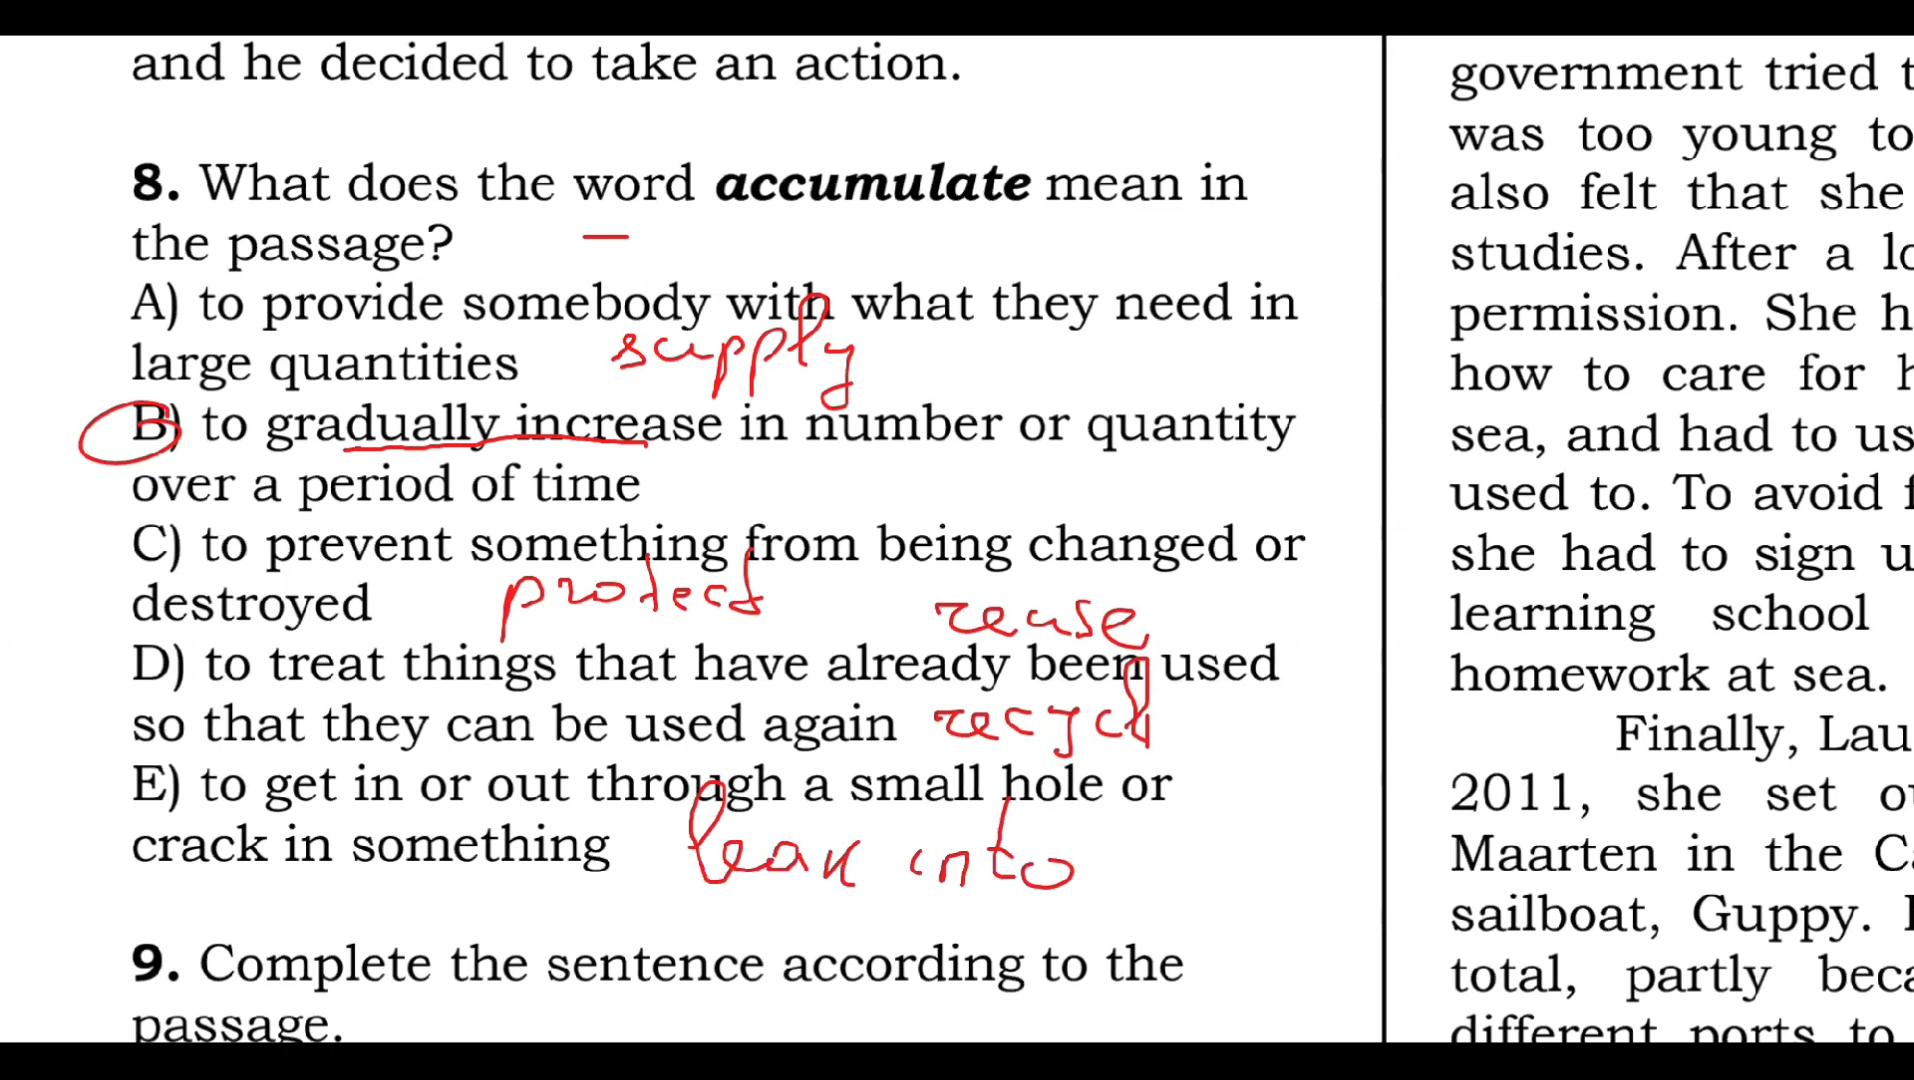 and he decided to take an action.
8. What does the word accumulate mean in
the passage?
A) to provide somebody with what they need in
large quantities supply
B) to gradually increase in number or quantity
over a period of time
C) to prevent something from being changed or
destroyed protect
reuse
D) to treat things that have already been used
so that they can be used again
E) to get in or out through a small hole or
crack in something leak into
9. Complete the sentence according to the
passage.
government tried t
was too young to
also felt that she
studies. After a lo
permission. She h
how to care for h
sea, and had to us
used to. To avoid f
she had to sign u
learning school
homework at sea.
Finally, Lau
2011, she set o
Maarten in the Ca
sailboat, Guppy.
total, partly beca
different ports to